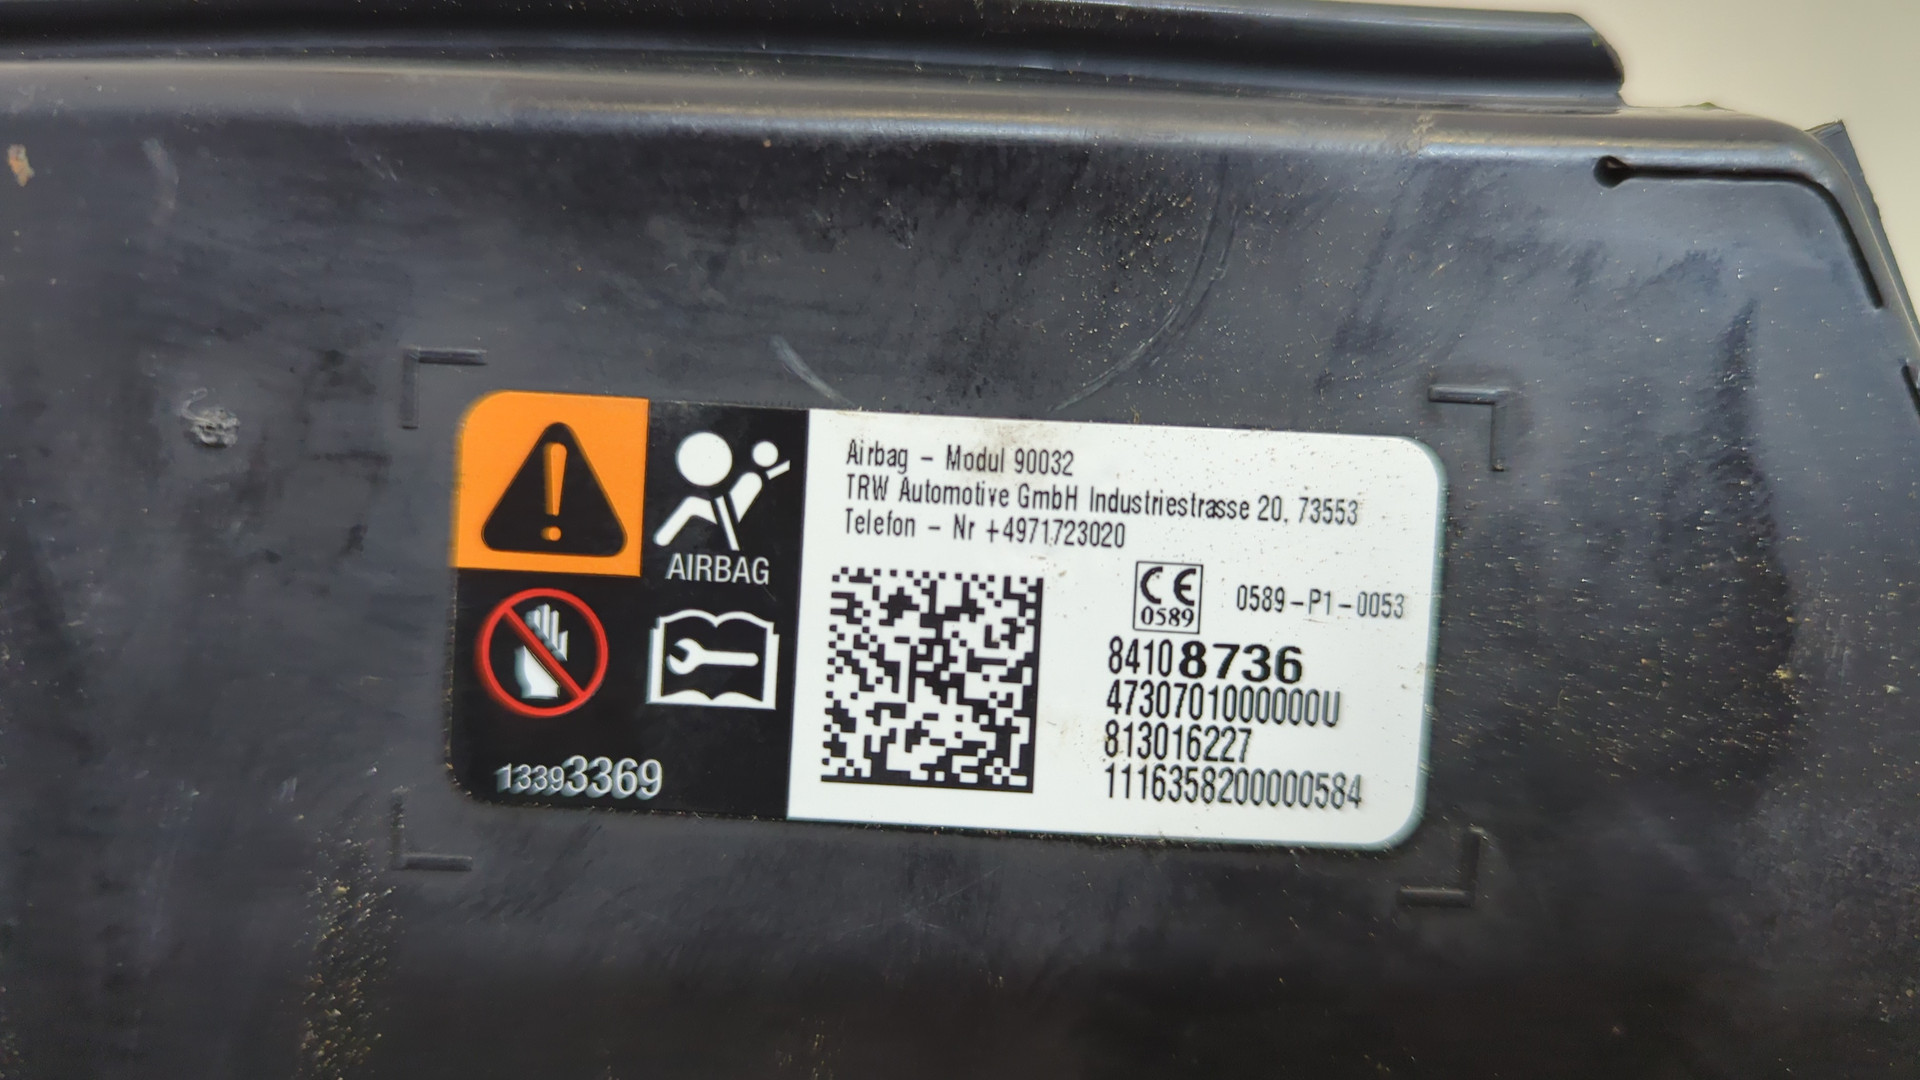 Airbag - Modul 90032
TRW Automotive GmbH Industriestrasse 20, 73553
Telefon - Nr +4971723020
AIRBAG
CE
0589
0589-P1-0053
84108736
4730701000000U
813016227
1116358200000584
13393369